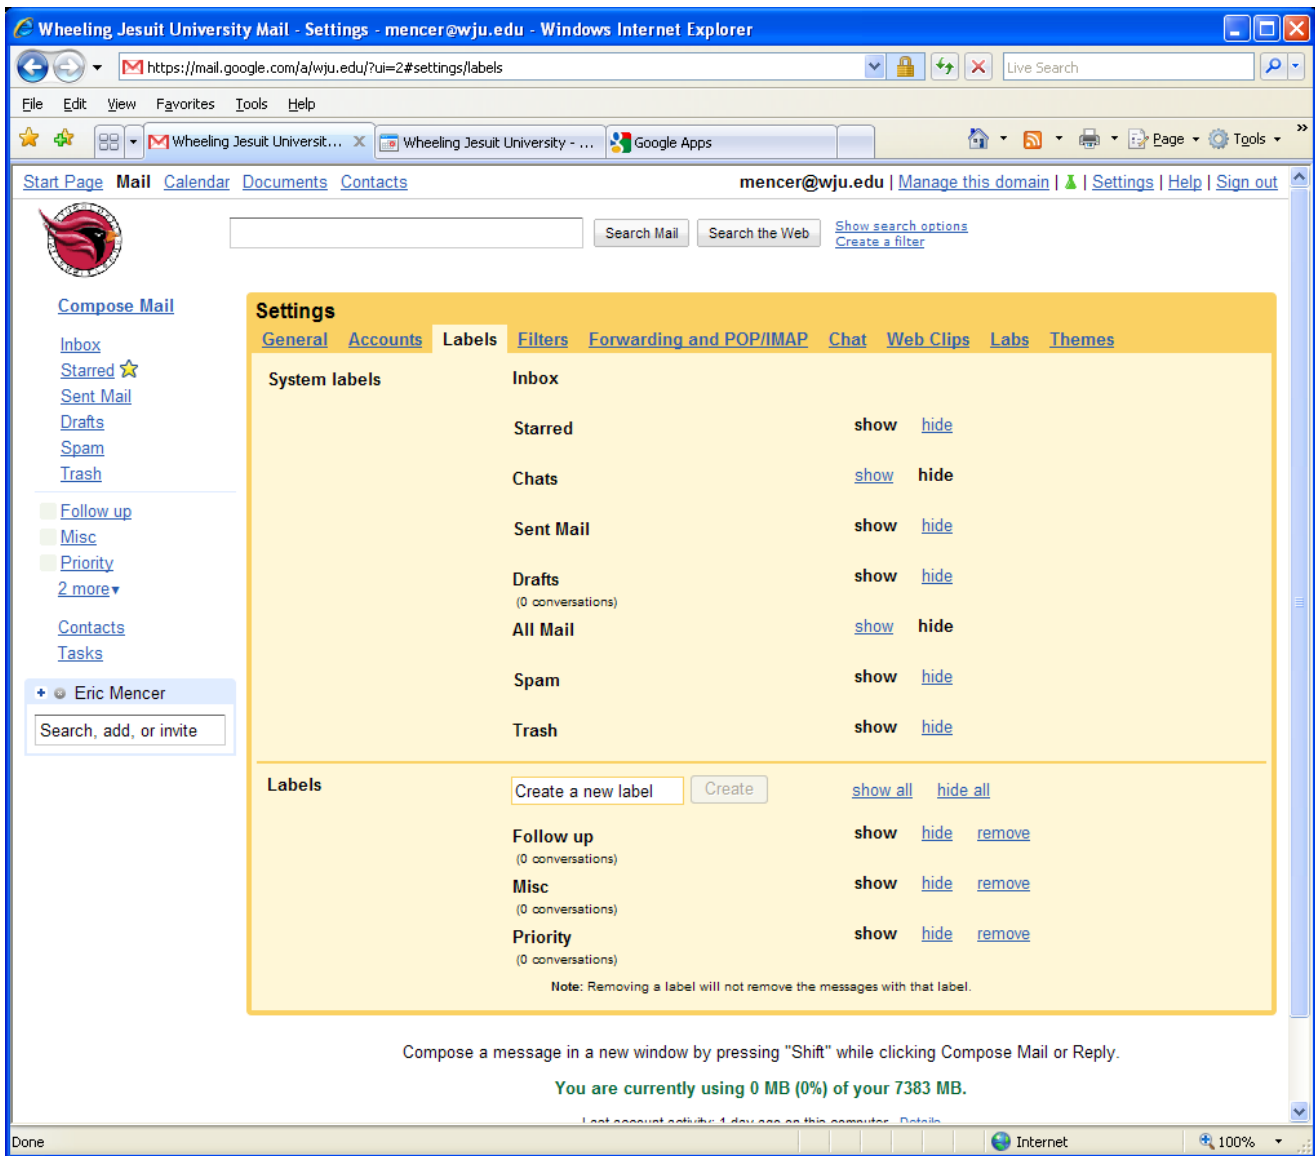 Wheeling Jesuit University Mail - Settings - mencer@wju.edu - Windows Internet Explorer
https://mail.google.com/a/wju.edu/?ui=2#settings/labels
Live Search
File Edit View Favorites Tools Help
Wheeling Jesuit Universit... Wheeling Jesuit University - ... Google Apps Page Tools »
Start Page Mail Calendar Documents Contacts mencer@wju.edu | Manage this domain | | Settings | Help | Sign out
Search Mail Search the Web Show search options
Create a filter
Compose Mail
Inbox
Starred
Sent Mail
Drafts
Spam
Trash
Follow up
Misc
Priority
2 more▼
Contacts
Tasks
Eric Mencer
Search, add, or invite
Settings
General Accounts Labels Filters Forwarding and POP/IMAP Chat Web Clips Labs Themes
System labels Inbox
Starred show hide
Chats show hide
Sent Mail show hide
Drafts show hide
(0 conversations)
All Mail show hide
Spam show hide
Trash show hide
Labels Create a new label Create show all hide all
Follow up show hide remove
(0 conversations)
Misc show hide remove
(0 conversations)
Priority show hide remove
(0 conversations)
Note: Removing a label will not remove the messages with that label.
Compose a message in a new window by pressing "Shift" while clicking Compose Mail or Reply.
You are currently using 0 MB (0%) of your 7383 MB.
Last account activity: 1 day ago on this computer. Details
Done Internet 100%